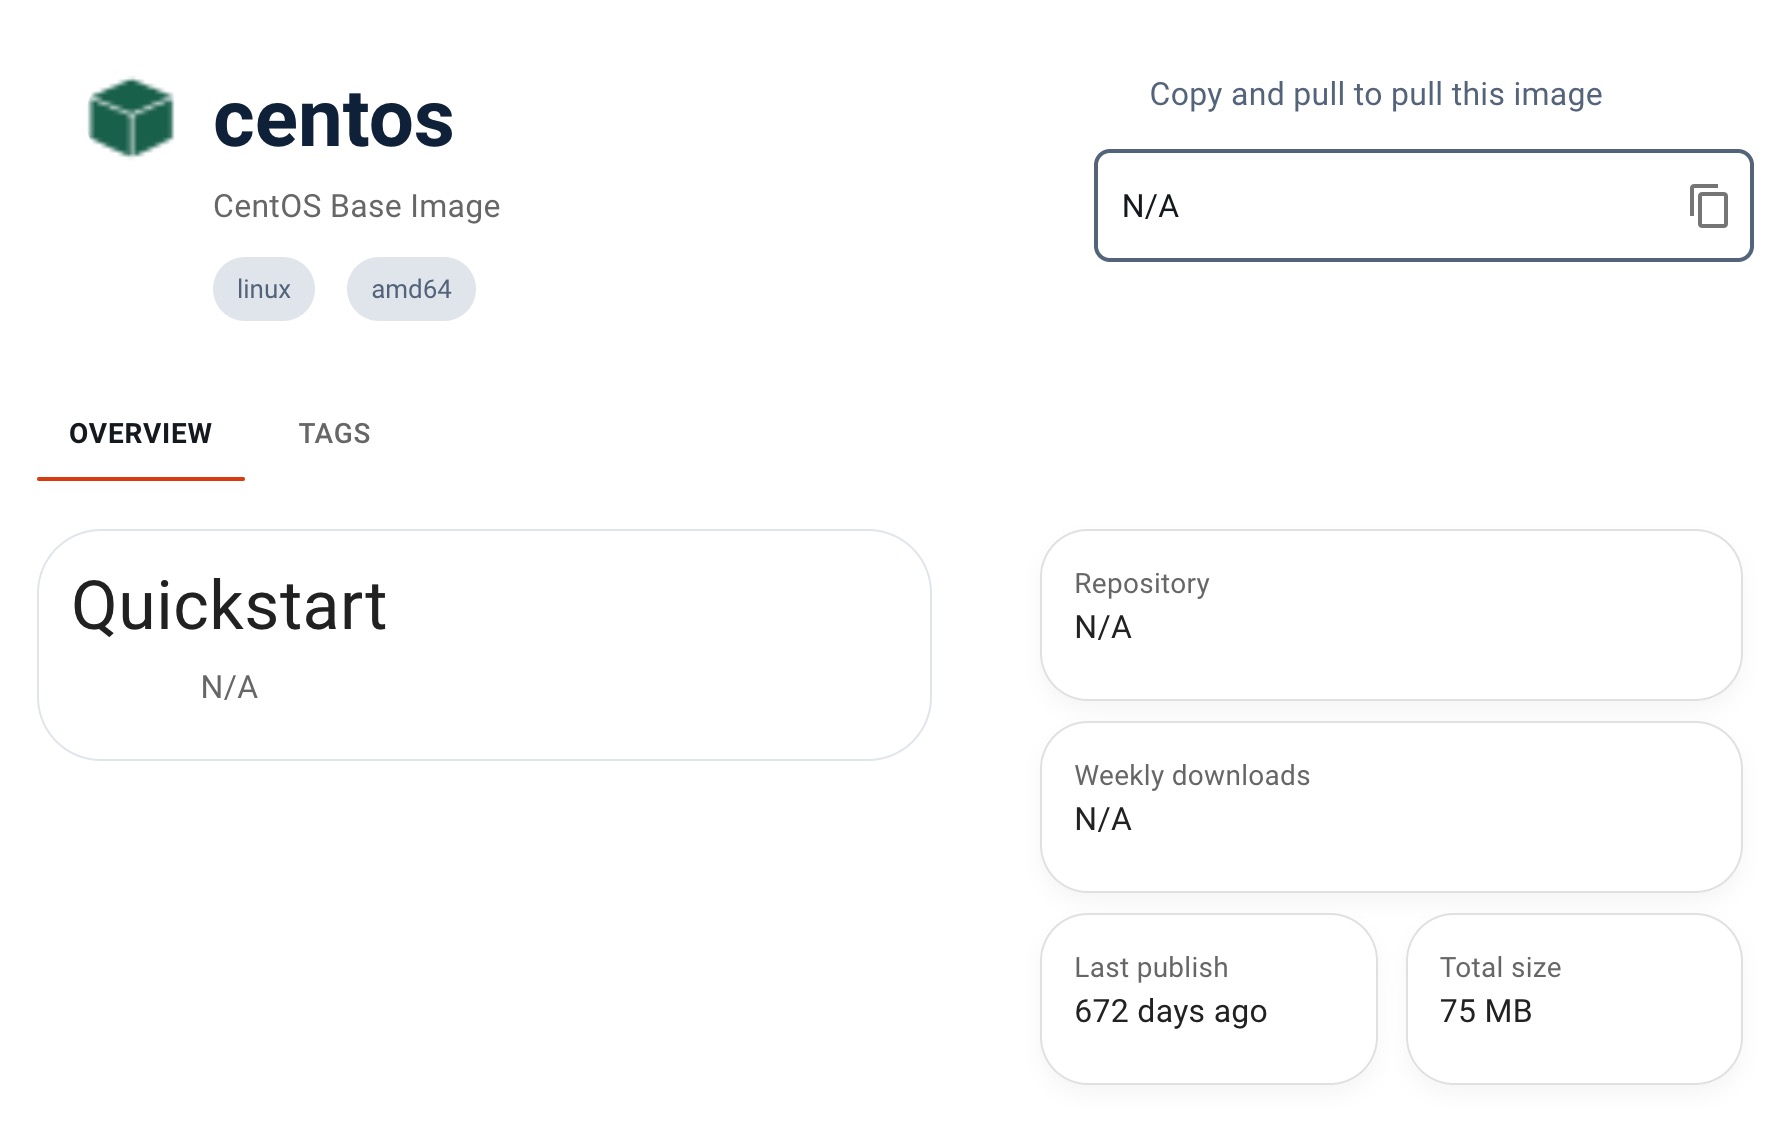 centos
CentOS Base Image
linux amd64
Copy and pull to pull this image
N/A
OVERVIEW TAGS
Quickstart
N/A
Repository
N/A
Weekly downloads
N/A
Last publish
672 days ago
Total size
75 MB